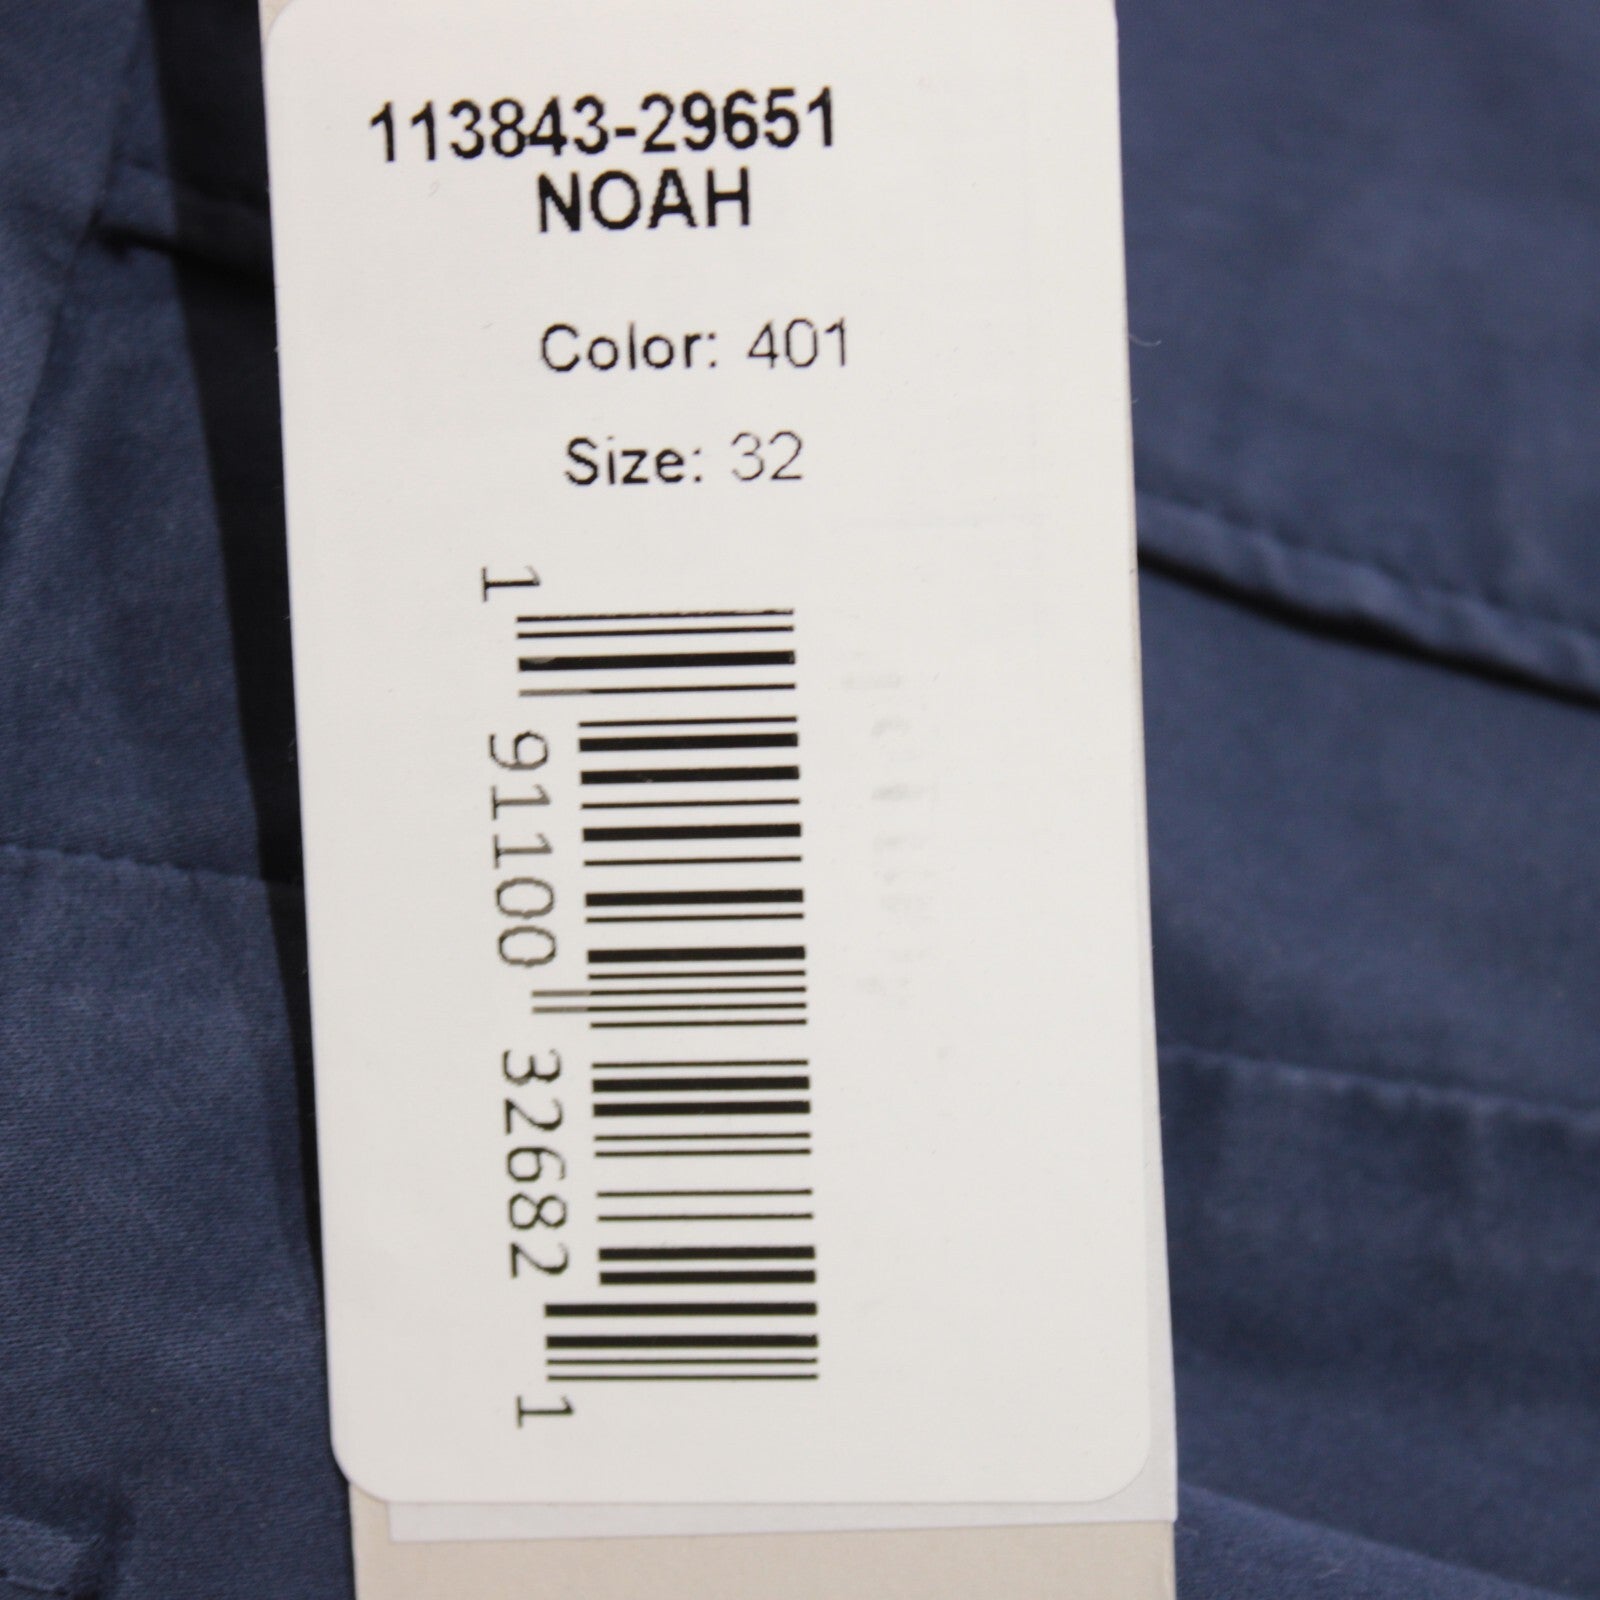 113843-29651
NOAH
Color: 401
Size: 32
1 91100 32682 1